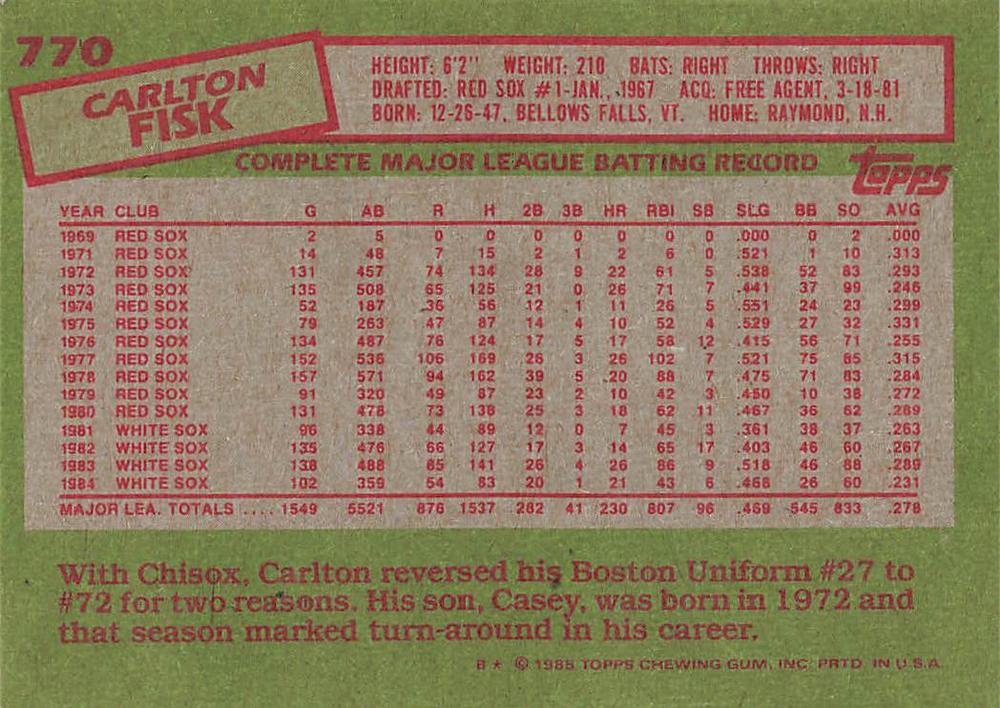 770
CARLTON
FISK
HEIGHT: 6'2" WEIGHT: 210 BATS: RIGHT THROWS: RIGHT
DRAFTED: RED SOX #1-JAN., 1967 ACQ: FREE AGENT, 3-18-81
BORN: 12-26-47, BELLOWS FALLS, VT. HOME: RAYMOND, N.H.
COMPLETE MAJOR LEAGUE BATTING RECORD
topps
YEAR CLUB G AB R H 2B 3B HR RBI SB SLG BB SO AVG
1969 RED SOX 2 5 0 0 0 0 0 0 0 .000 0 2 .000
1971 RED SOX 14 48 7 15 2 1 2 6 0 .521 1 10 .313
1972 RED SOX 131 457 74 134 28 9 22 61 5 .538 52 83 .293
1973 RED SOX 135 508 65 125 21 0 26 71 7 .441 37 99 .246
1974 RED SOX 52 187 36 56 12 1 11 26 5 .551 24 23 .299
1975 RED SOX 79 263 47 87 14 4 10 52 4 .529 27 32 .331
1976 RED SOX 134 487 76 124 17 5 17 58 12 .415 56 71 .255
1977 RED SOX 152 536 106 169 26 3 26 102 7 .521 75 85 .315
1978 RED SOX 157 571 94 162 39 5 20 88 7 .475 71 83 .284
1979 RED SOX 91 320 49 87 23 2 10 42 3 .450 10 38 .272
1980 RED SOX 131 478 73 138 25 3 18 62 11 .467 36 62 .289
1981 WHITE SOX 96 338 44 89 12 0 7 45 3 .361 38 37 .263
1982 WHITE SOX 135 476 66 127 17 3 14 65 17 .403 46 60 .267
1983 WHITE SOX 138 488 85 141 26 4 26 86 9 .518 46 88 .289
1984 WHITE SOX 102 359 54 83 20 1 21 43 6 .468 26 60 .231
MAJOR LEA. TOTALS .... 1549 5521 876 1537 282 41 230 807 96 .469 545 833 .278
With Chisox, Carlton reversed his Boston Uniform #27 to
#72 for two reasons. His son, Casey, was born in 1972 and
that season marked turn-around in his career.
B★ © 1985 TOPPS CHEWING GUM, INC. PRTD. IN U.S.A.